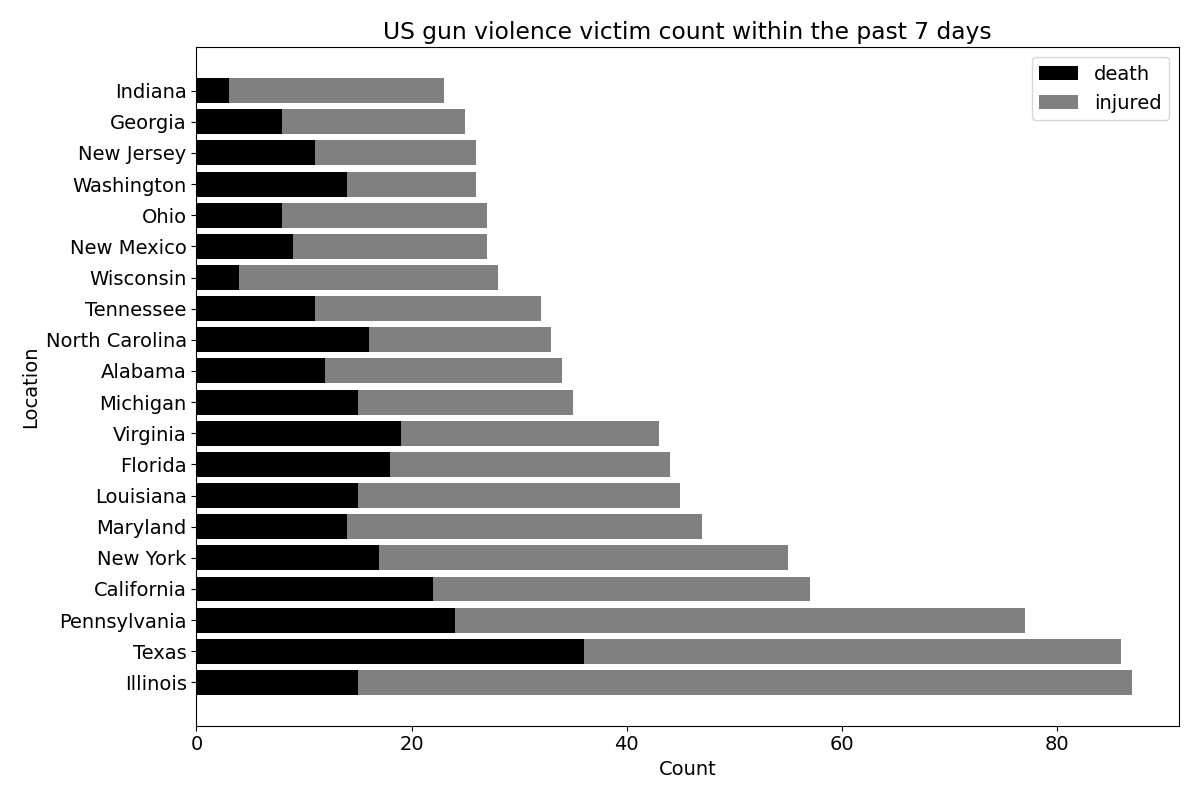 US gun violence victim count within the past 7 days
death
injured
Indiana
Georgia
New Jersey
Washington
Ohio
New Mexico
Wisconsin
Tennessee
North Carolina
Alabama
Michigan
Virginia
Florida
Louisiana
Maryland
New York
California
Pennsylvania
Texas
Illinois
Location
0 20 40 60 80
Count